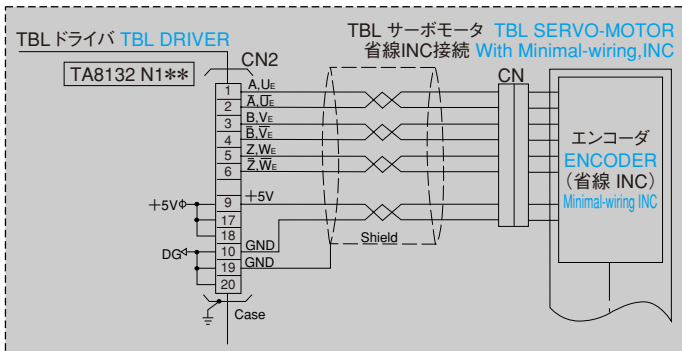 TBL サーボモータ TBL SERVO-MOTOR
省線INC接続 With Minimal-wiring,INC
TBL ドライバ TBL DRIVER
CN2
TA8132 N1**
CN
1 A,UE
2 A̅,U̅E
3 B,VE
4 B̅,V̅E
5 Z,WE
6 Z̅,W̅E
+5V 9 +5V
17
18
DG 10 GND
19 GND
20
Shield
Case
エンコーダ
ENCODER
(省線 INC)
Minimal-wiring INC